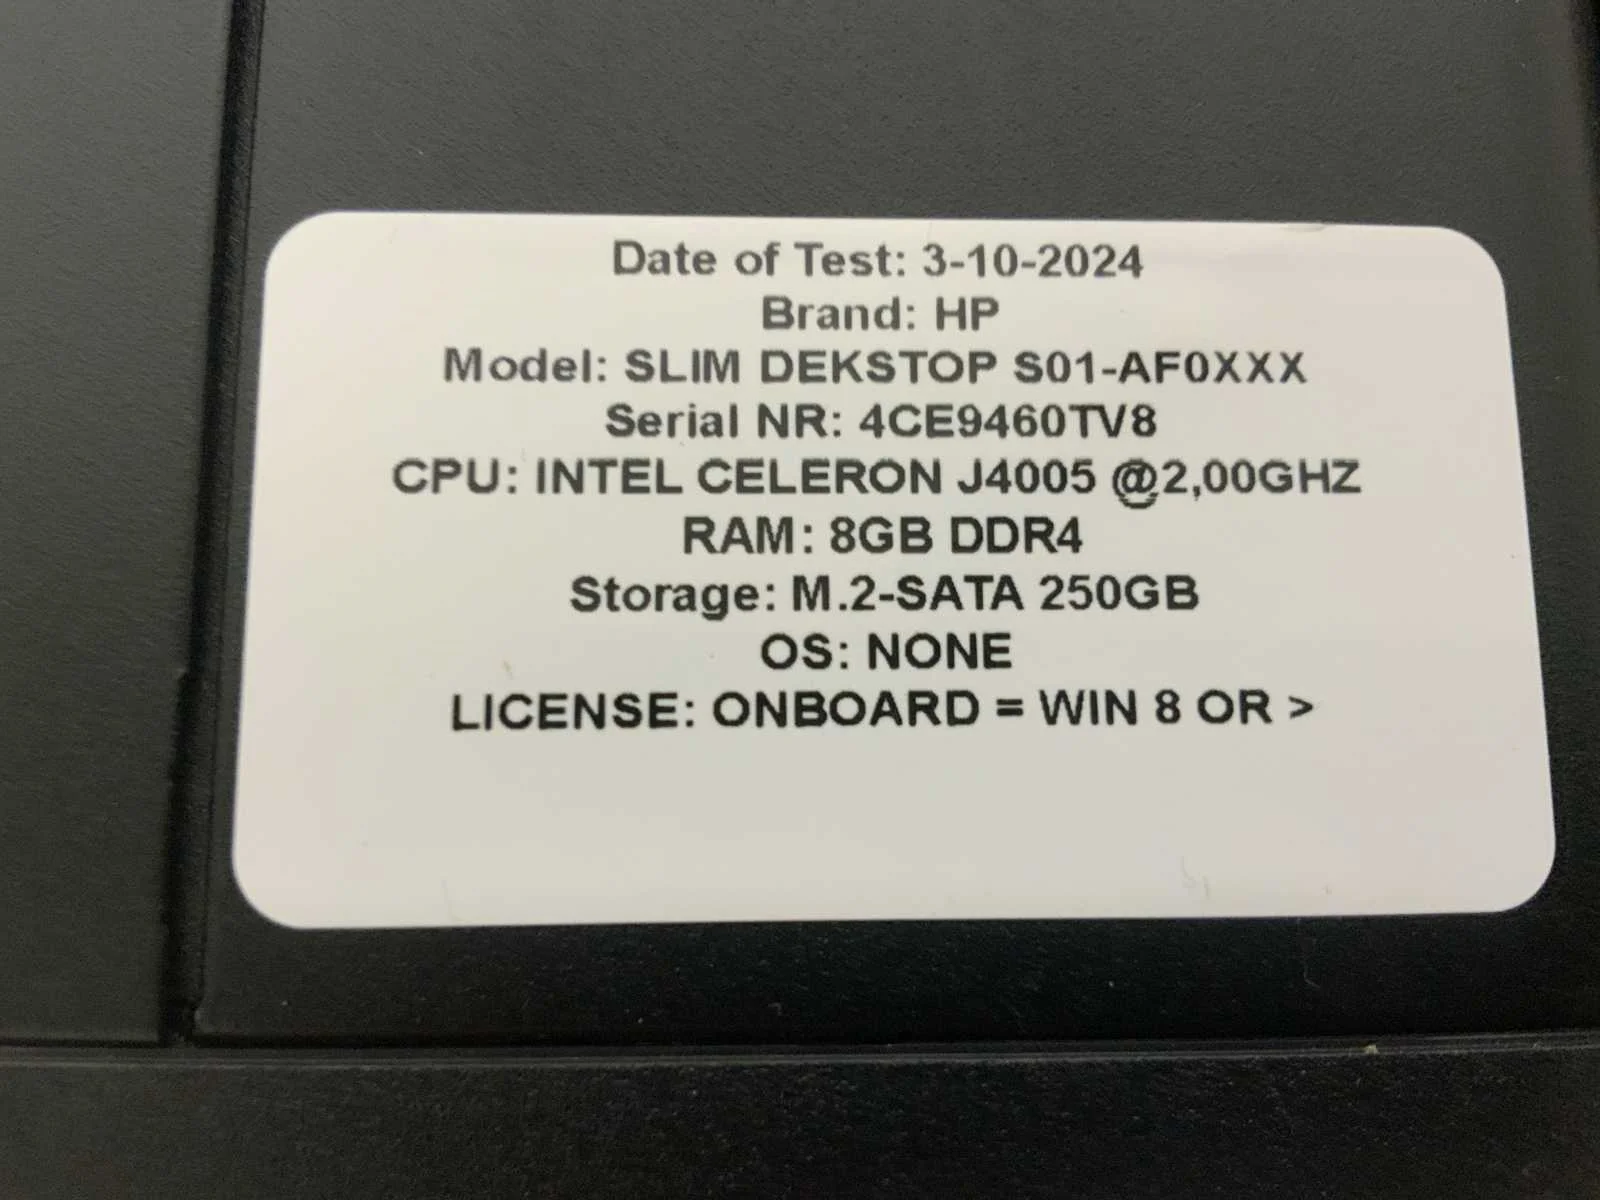 Date of Test: 3-10-2024
Brand: HP
Model: SLIM DEKSTOP S01-AF0XXX
Serial NR: 4CE9460TV8
CPU: INTEL CELERON J4005 @2,00GHZ
RAM: 8GB DDR4
Storage: M.2-SATA 250GB
OS: NONE
LICENSE: ONBOARD = WIN 8 OR >